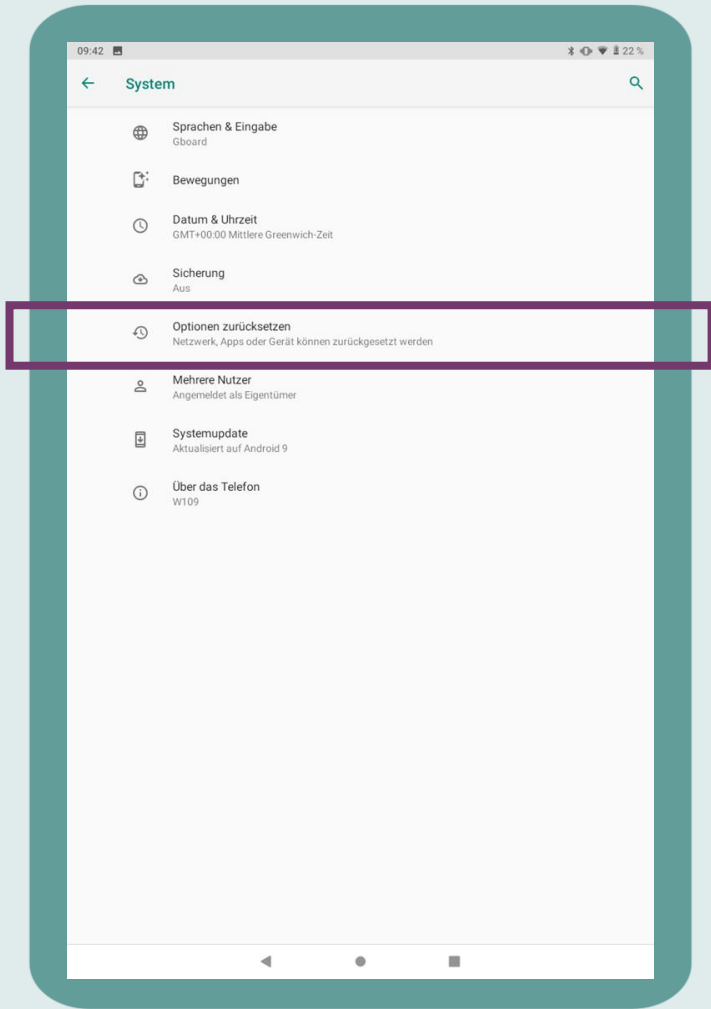 09:42
22 %
System
Sprachen & Eingabe
Gboard
Bewegungen
Datum & Uhrzeit
GMT+00:00 Mittlere Greenwich-Zeit
Sicherung
Aus
Optionen zurücksetzen
Netzwerk, Apps oder Gerät können zurückgesetzt werden
Mehrere Nutzer
Angemeldet als Eigentümer
Systemupdate
Aktualisiert auf Android 9
Über das Telefon
W109